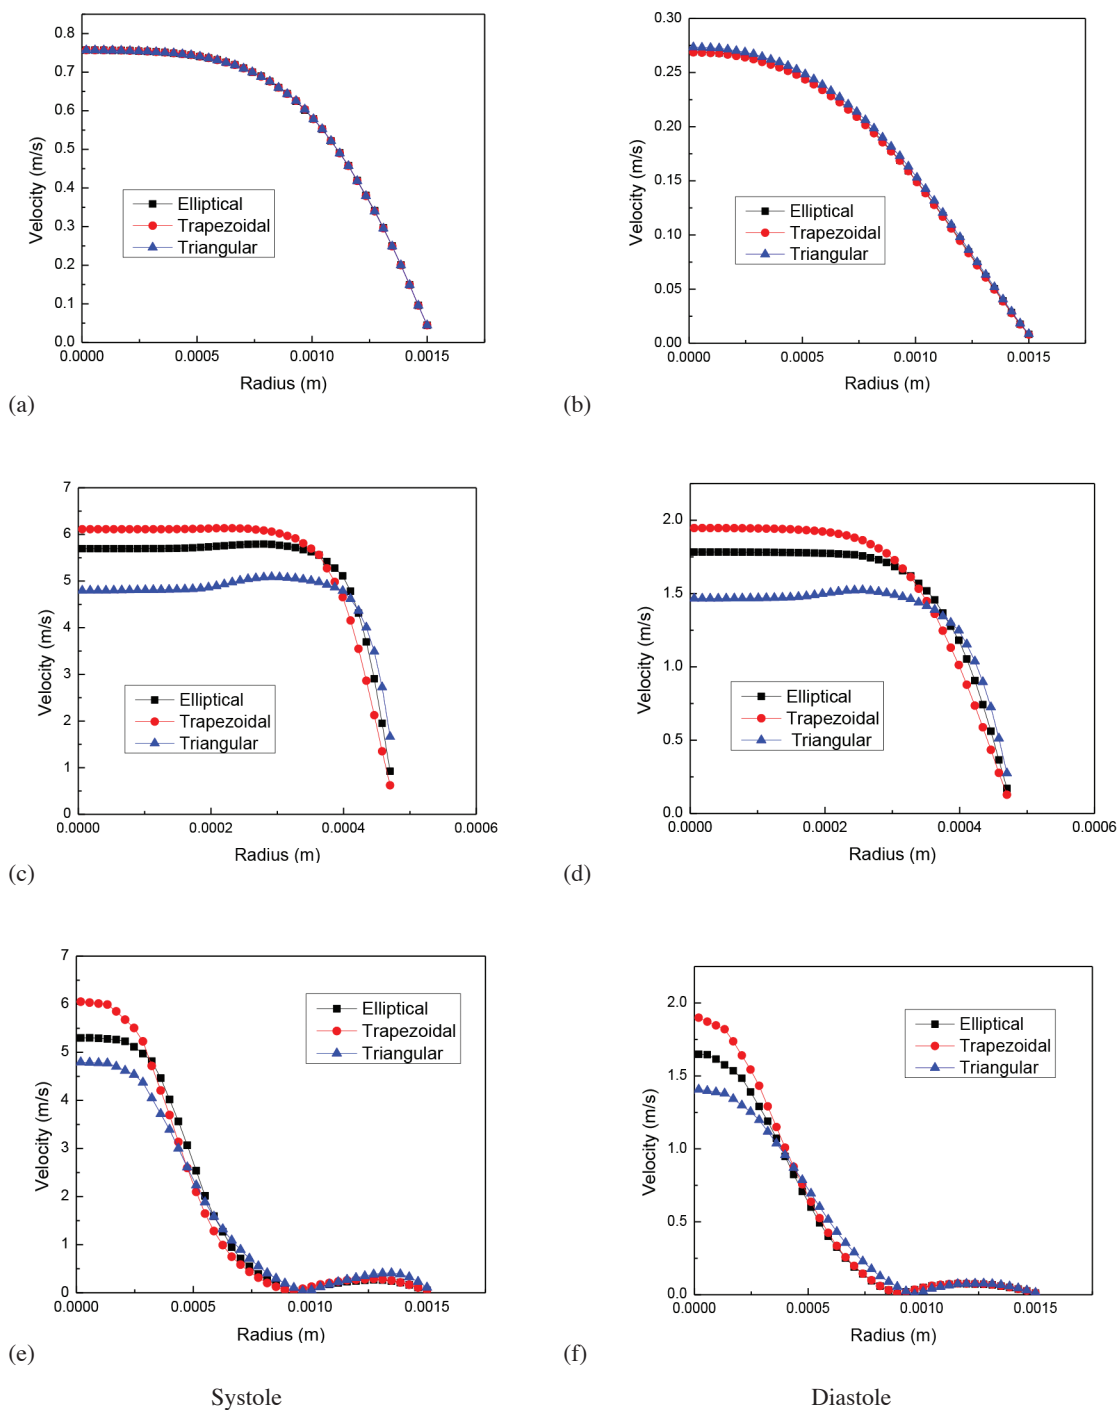 0.8
0.7
0.6
0.5
0.4
0.3
0.2
0.1
0.0
Velocity (m/s)
Elliptical
Trapezoidal
Triangular
0.0000 0.0005 0.0010 0.0015
Radius (m)
(a)
0.30
0.25
0.20
0.15
0.10
0.05
0.00
Velocity (m/s)
Elliptical
Trapezoidal
Triangular
0.0000 0.0005 0.0010 0.0015
Radius (m)
(b)
7
6
5
4
3
2
1
0
Velocity (m/s)
Elliptical
Trapezoidal
Triangular
0.0000 0.0002 0.0004 0.0006
Radius (m)
(c)
2.0
1.5
1.0
0.5
0.0
Velocity (m/s)
Elliptical
Trapezoidal
Triangular
0.0000 0.0002 0.0004 0.0006
Radius (m)
(d)
7
6
5
4
3
2
1
0
Velocity (m/s)
Elliptical
Trapezoidal
Triangular
0.0000 0.0005 0.0010 0.0015
Radius (m)
(e)
2.0
1.5
1.0
0.5
0.0
Velocity (m/s)
Elliptical
Trapezoidal
Triangular
0.0000 0.0005 0.0010 0.0015
Radius (m)
(f)
Systole Diastole